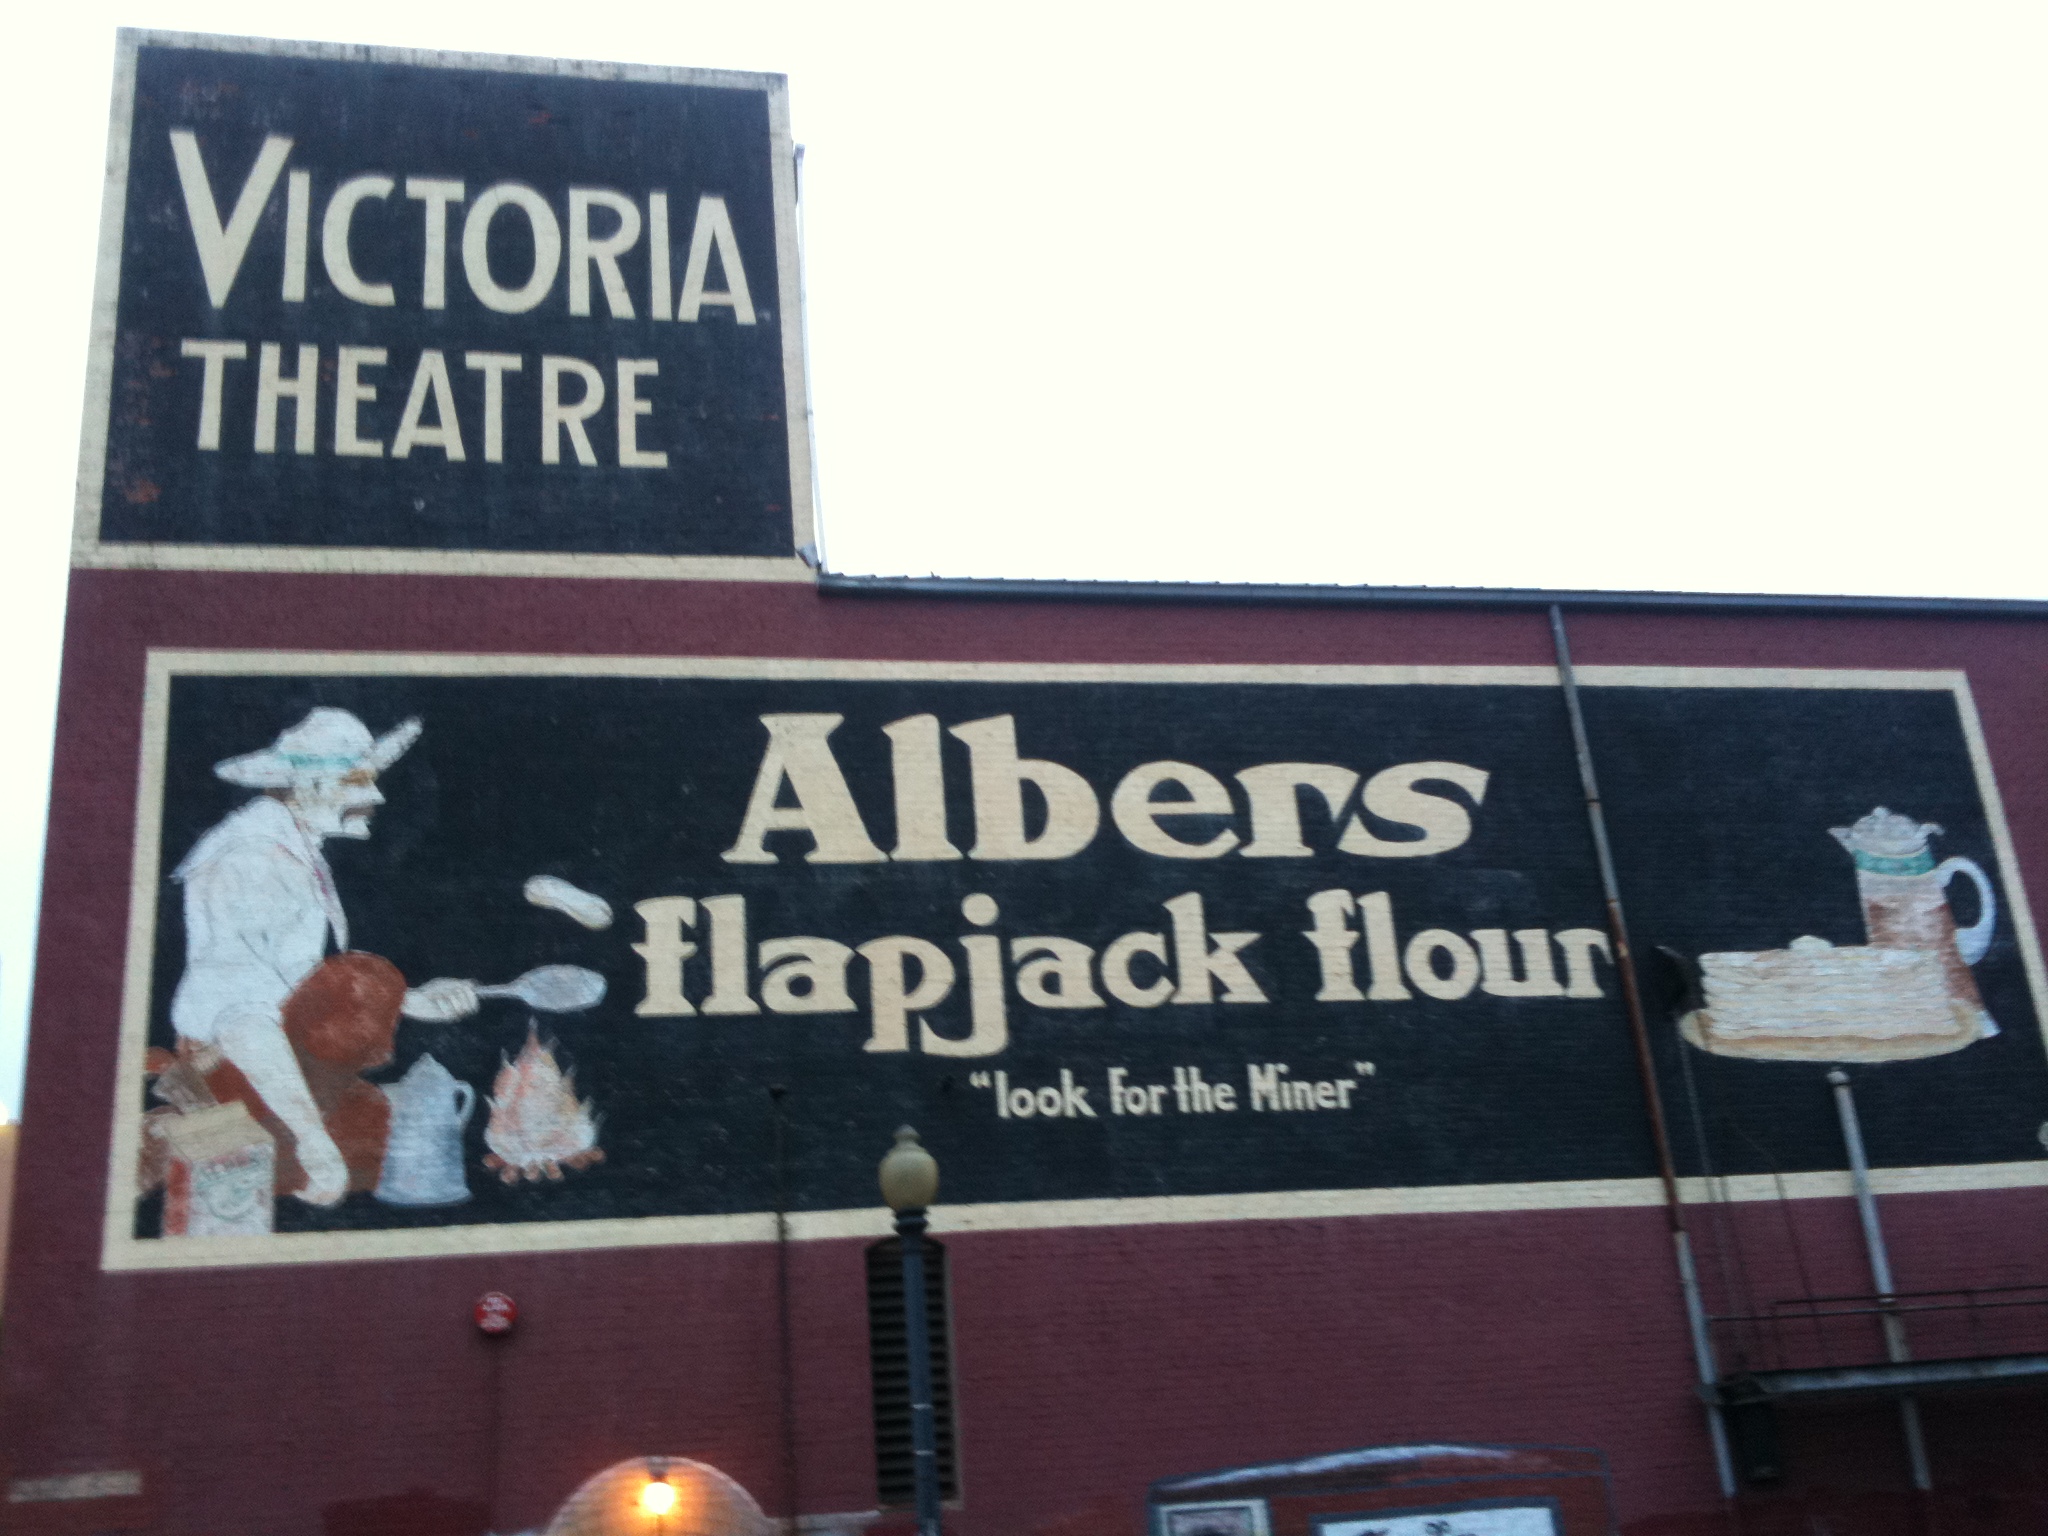 VICTORIA
THEATRE
Albers
flapjack flour
"look For the Miner"